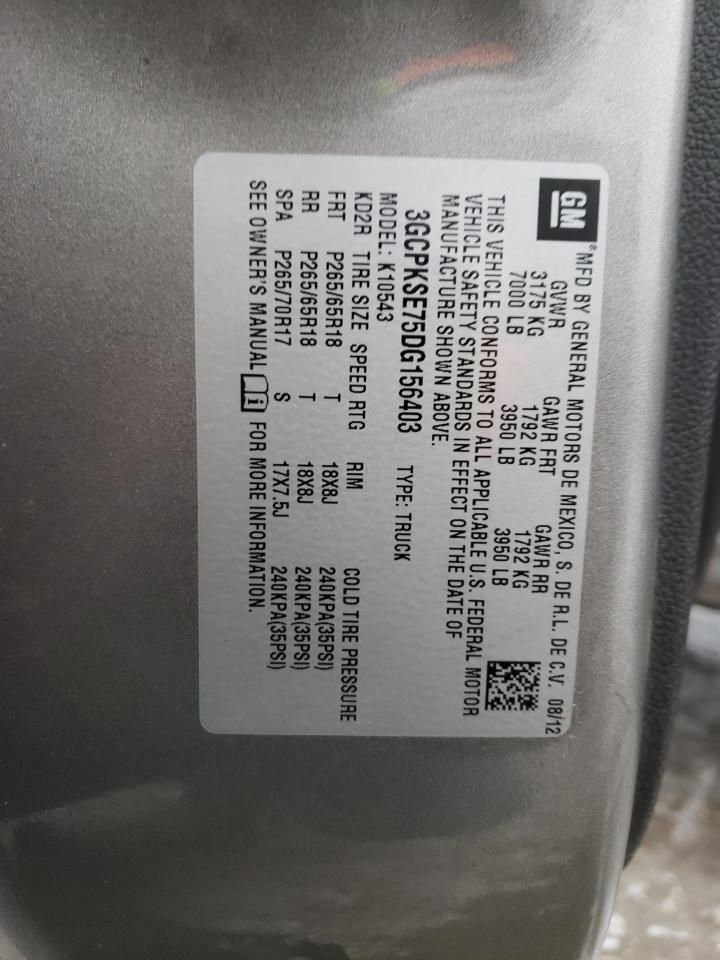 GM
MFD BY GENERAL MOTORS DE MEXICO, S. DE R.L. DE C.V. 08/12
GVWR GAWR FRT GAWR RR
3175 KG 1792 KG 1792 KG
7000 LB 3950 LB 3950 LB
THIS VEHICLE CONFORMS TO ALL APPLICABLE U.S. FEDERAL MOTOR
VEHICLE SAFETY STANDARDS IN EFFECT ON THE DATE OF
MANUFACTURE SHOWN ABOVE.
3GCPKSE75DG156403 TYPE: TRUCK
MODEL: K10543
KD2R TIRE SIZE SPEED RTG RIM COLD TIRE PRESSURE
FRT P265/65R18 T 18X8J 240KPA(35PSI)
RR P265/65R18 T 18X8J 240KPA(35PSI)
SPA P265/70R17 S 17X7.5J 240KPA(35PSI)
SEE OWNER'S MANUAL i FOR MORE INFORMATION.